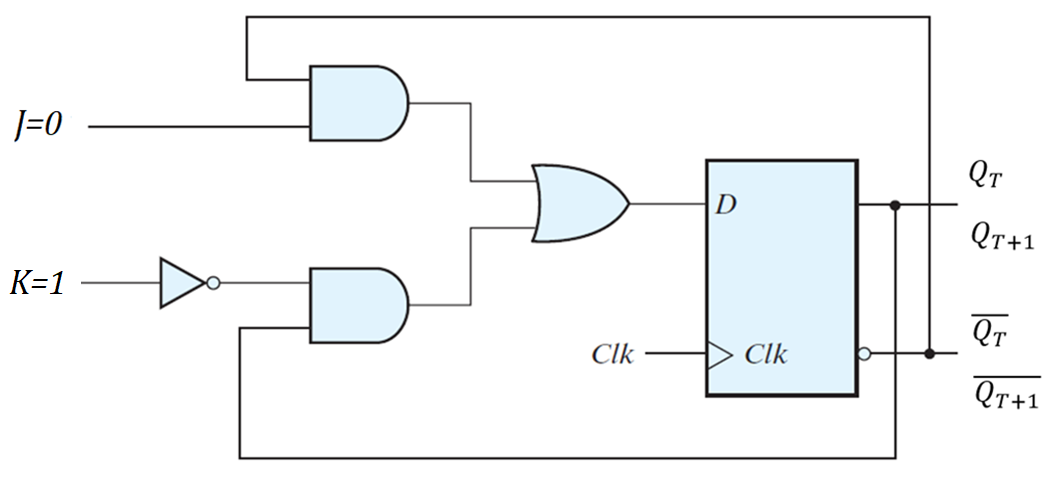 J=0
K=1
D
Clk
Clk
Q_T
Q_{T+1}
\overline{Q_T}
\overline{Q_{T+1}}